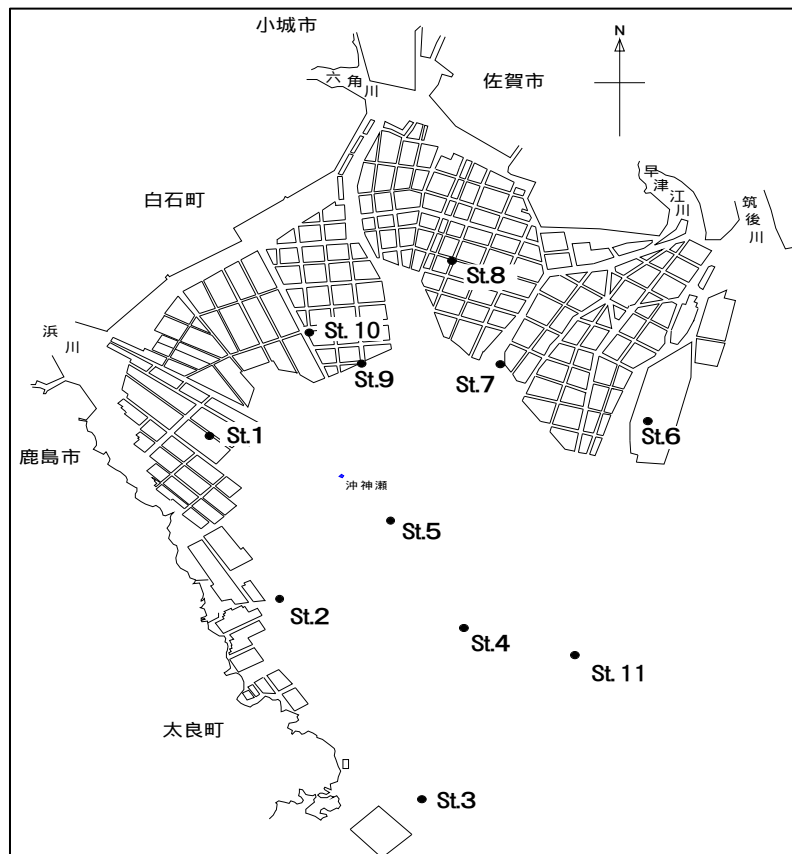 小城市
N
六角川
佐賀市
早津江川
筑後川
白石町
St.8
浜川
St. 10
St.9
St.7
St.6
St.1
鹿島市
沖神瀬
St.5
St.2
St.4
St. 11
太良町
St.3